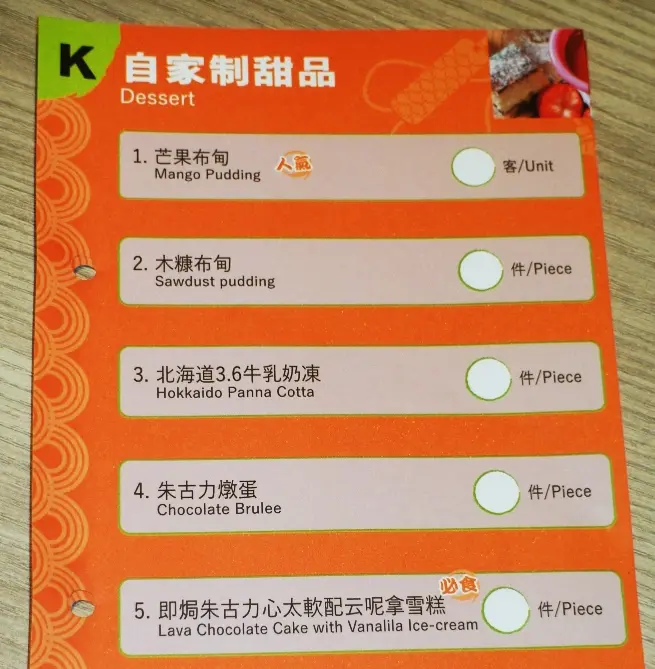 K 自家制甜品
Dessert
1. 芒果布甸 人氣 客/Unit
Mango Pudding
2. 木糠布甸 件/Piece
Sawdust pudding
3. 北海道3.6牛乳奶凍 件/Piece
Hokkaido Panna Cotta
4. 朱古力燉蛋 件/Piece
Chocolate Brulee
必食
5. 即焗朱古力心太軟配云呢拿雪糕 件/Piece
Lava Chocolate Cake with Vanalila Ice-cream